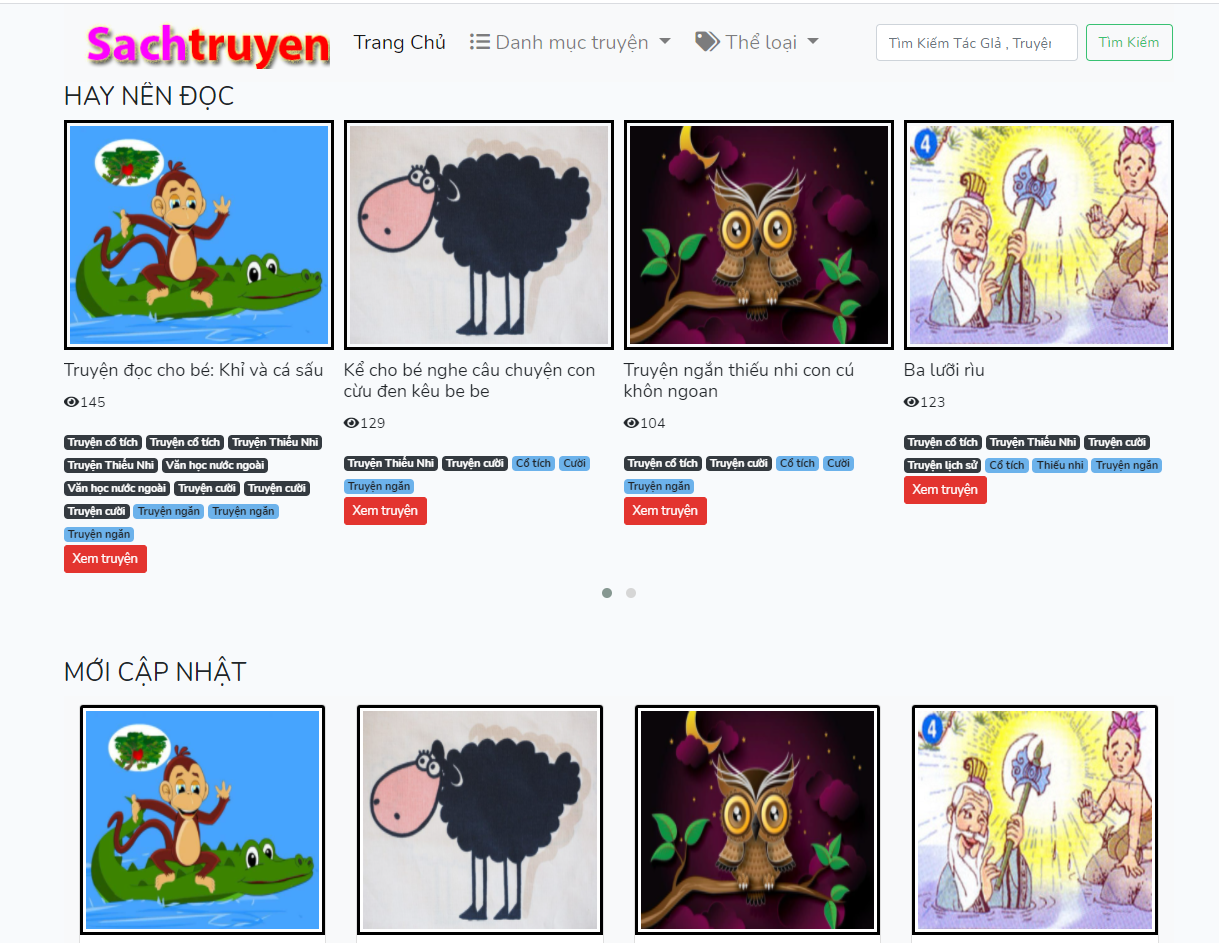 Sachtruyen Trang Chủ Danh mục truyện Thể loại Tìm Kiếm Tác Giả , Truyện Tìm Kiếm
HAY NÊN ĐỌC
4
Truyện đọc cho bé: Khỉ và cá sấu
145
Truyện cổ tích Truyện cổ tích Truyện Thiếu Nhi
Truyện Thiếu Nhi Văn học nước ngoài
Văn học nước ngoài Truyện cười Truyện cười
Truyện cười Truyện ngắn Truyện ngắn
Truyện ngắn
Xem truyện
Kể cho bé nghe câu chuyện con
cừu đen kêu be be
129
Truyện Thiếu Nhi Truyện cười Cổ tích Cười
Truyện ngắn
Xem truyện
Truyện ngắn thiếu nhi con cú
khôn ngoan
104
Truyện cổ tích Truyện cười Cổ tích Cười
Truyện ngắn
Xem truyện
Ba lưỡi rìu
123
Truyện cổ tích Truyện Thiếu Nhi Truyện cười
Truyện lịch sử Cổ tích Thiếu nhi Truyện ngắn
Xem truyện
MỚI CẬP NHẬT
4